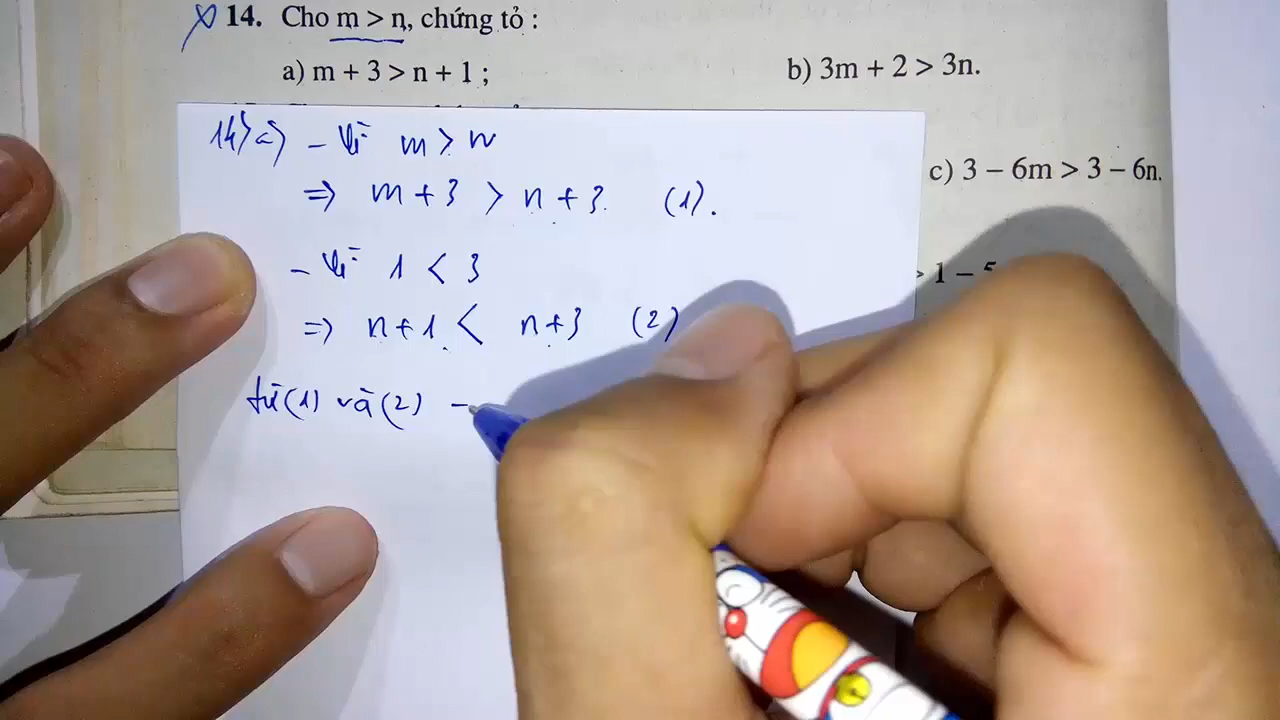 14. Cho m > n, chứng tỏ :
a) m + 3 > n + 1 ;
b) 3m + 2 > 3n.
14) a) – Vì m > n
⇒ m + 3 > n + 3. (1).
c) 3 – 6m > 3 – 6n.
– Vì 1 < 3
> 1 – 5
⇒ n + 1 < n + 3 (2)
từ (1) và (2)